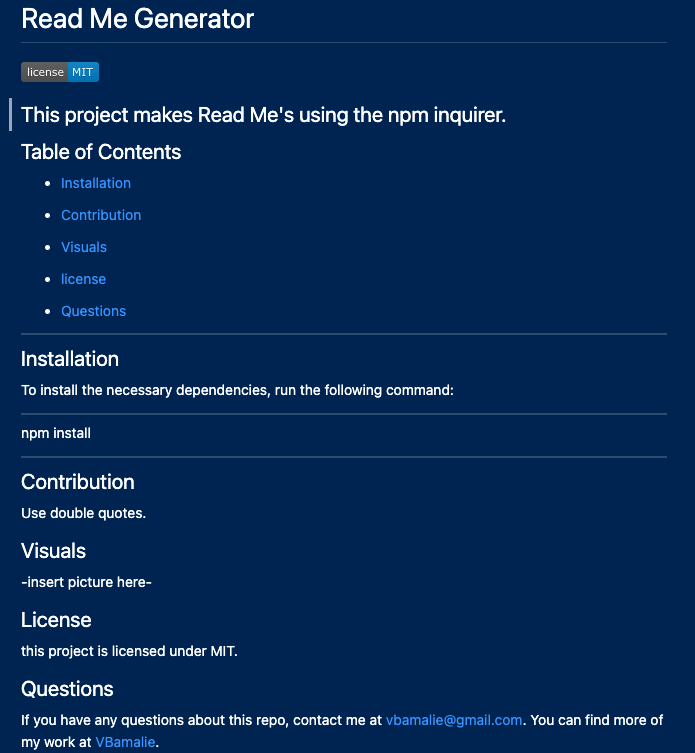 Read Me Generator
license MIT
This project makes Read Me's using the npm inquirer.
Table of Contents
Installation
Contribution
Visuals
license
Questions
Installation
To install the necessary dependencies, run the following command:
npm install
Contribution
Use double quotes.
Visuals
-insert picture here-
License
this project is licensed under MIT.
Questions
If you have any questions about this repo, contact me at vbamalie@gmail.com. You can find more of
my work at VBamalie.